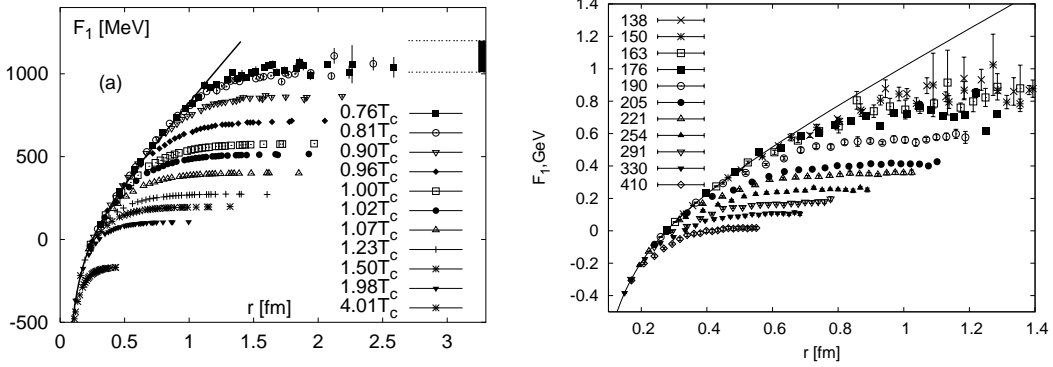 F₁ [MeV]
(a)
1000
500
0
-500
0 0.5 1 1.5 2 2.5 3
r [fm]
0.76Tc
0.81Tc
0.90Tc
0.96Tc
1.00Tc
1.02Tc
1.07Tc
1.23Tc
1.50Tc
1.98Tc
4.01Tc
F₁,GeV
1.2
1
0.8
0.6
0.4
0.2
0
-0.2
-0.4
138
150
163
176
190
205
221
254
291
330
410
0.2 0.4 0.6 0.8 1 1.2 1.4
r [fm]